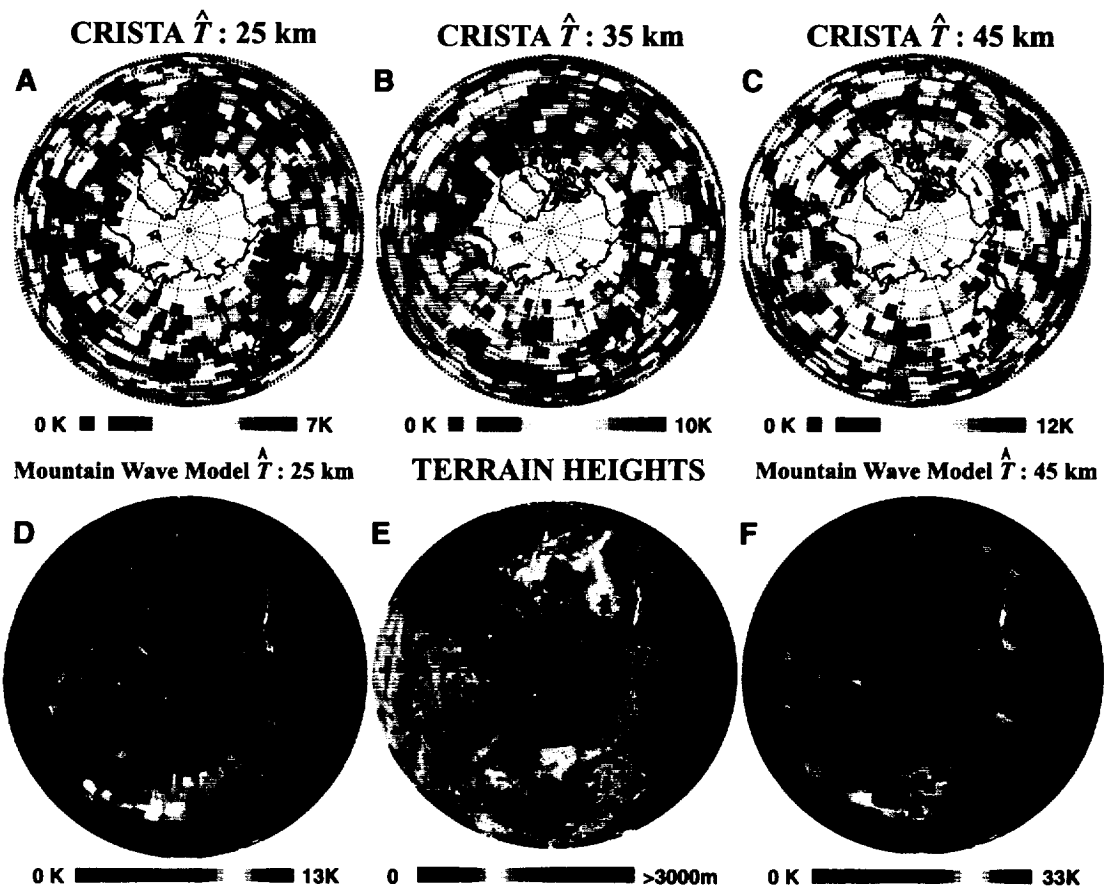 CRISTA T̂ : 25 km
CRISTA T̂ : 35 km
CRISTA T̂ : 45 km
A
B
C
0 K
7K
0 K
10K
0 K
12K
Mountain Wave Model T̂ : 25 km
TERRAIN HEIGHTS
Mountain Wave Model T̂ : 45 km
D
E
F
0 K
13K
0
>3000m
0 K
33K